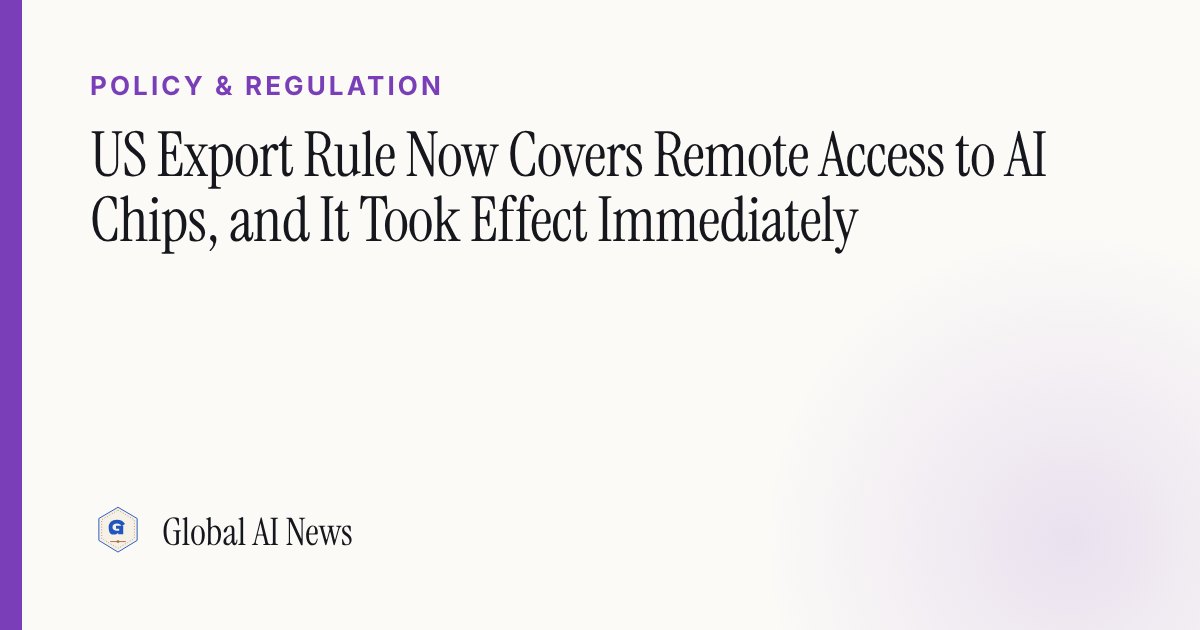 POLICY & REGULATION
US Export Rule Now Covers Remote Access to AI
Chips, and It Took Effect Immediately
G
Global AI News